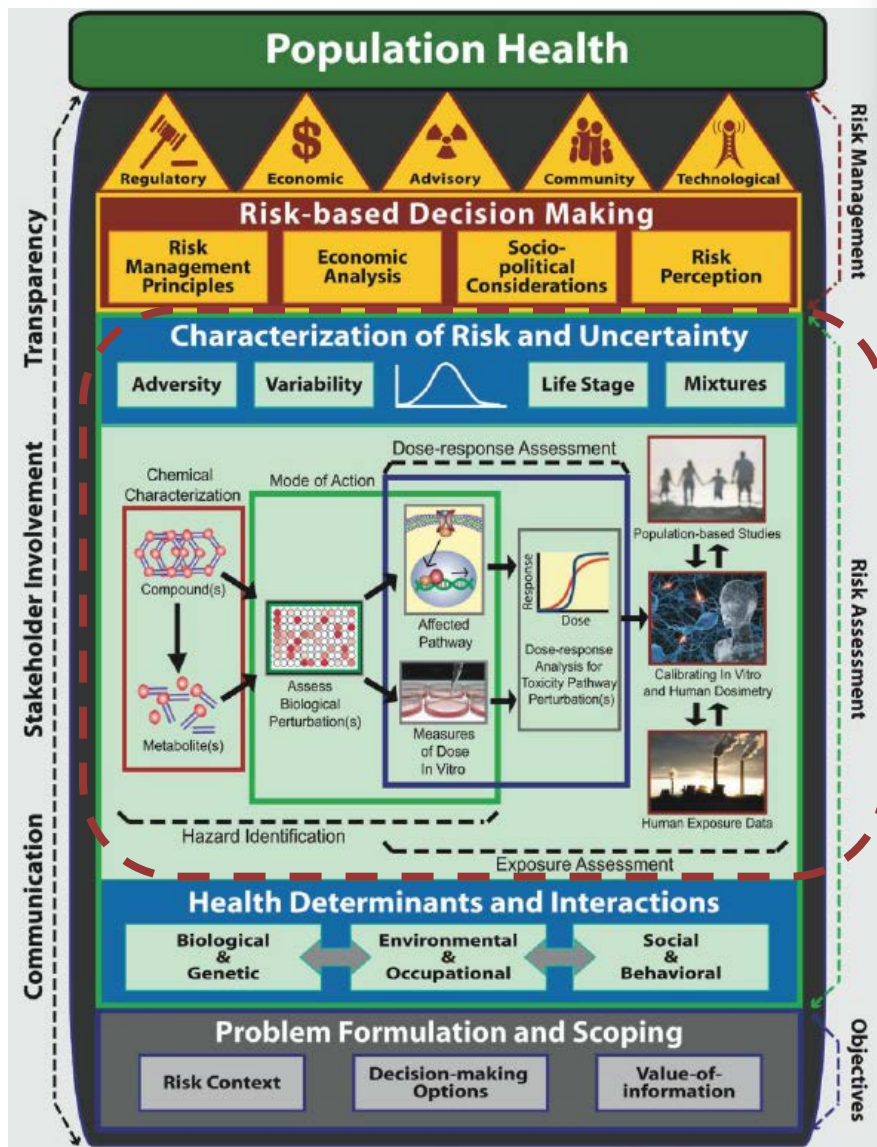 Population Health
Regulatory
Economic
Advisory
Community
Technological
Risk-based Decision Making
Risk
Management
Principles
Economic
Analysis
Socio-
political
Considerations
Risk
Perception
Characterization of Risk and Uncertainty
Adversity
Variability
Life Stage
Mixtures
Chemical
Characterization
Mode of Action
Dose-response Assessment
Compound(s)
Metabolite(s)
Assess
Biological
Perturbation(s)
Affected
Pathway
Measures
of Dose
In Vitro
Response
Dose
Dose-response
Analysis for
Toxicity Pathway
Perturbation(s)
Population-based Studies
Calibrating In Vitro
and Human Dosimetry
Human Exposure Data
Hazard Identification
Exposure Assessment
Health Determinants and Interactions
Biological
&
Genetic
Environmental
&
Occupational
Social
&
Behavioral
Problem Formulation and Scoping
Risk Context
Decision-making
Options
Value-of-
information
Transparency
Stakeholder Involvement
Communication
Risk Management
Risk Assessment
Objectives